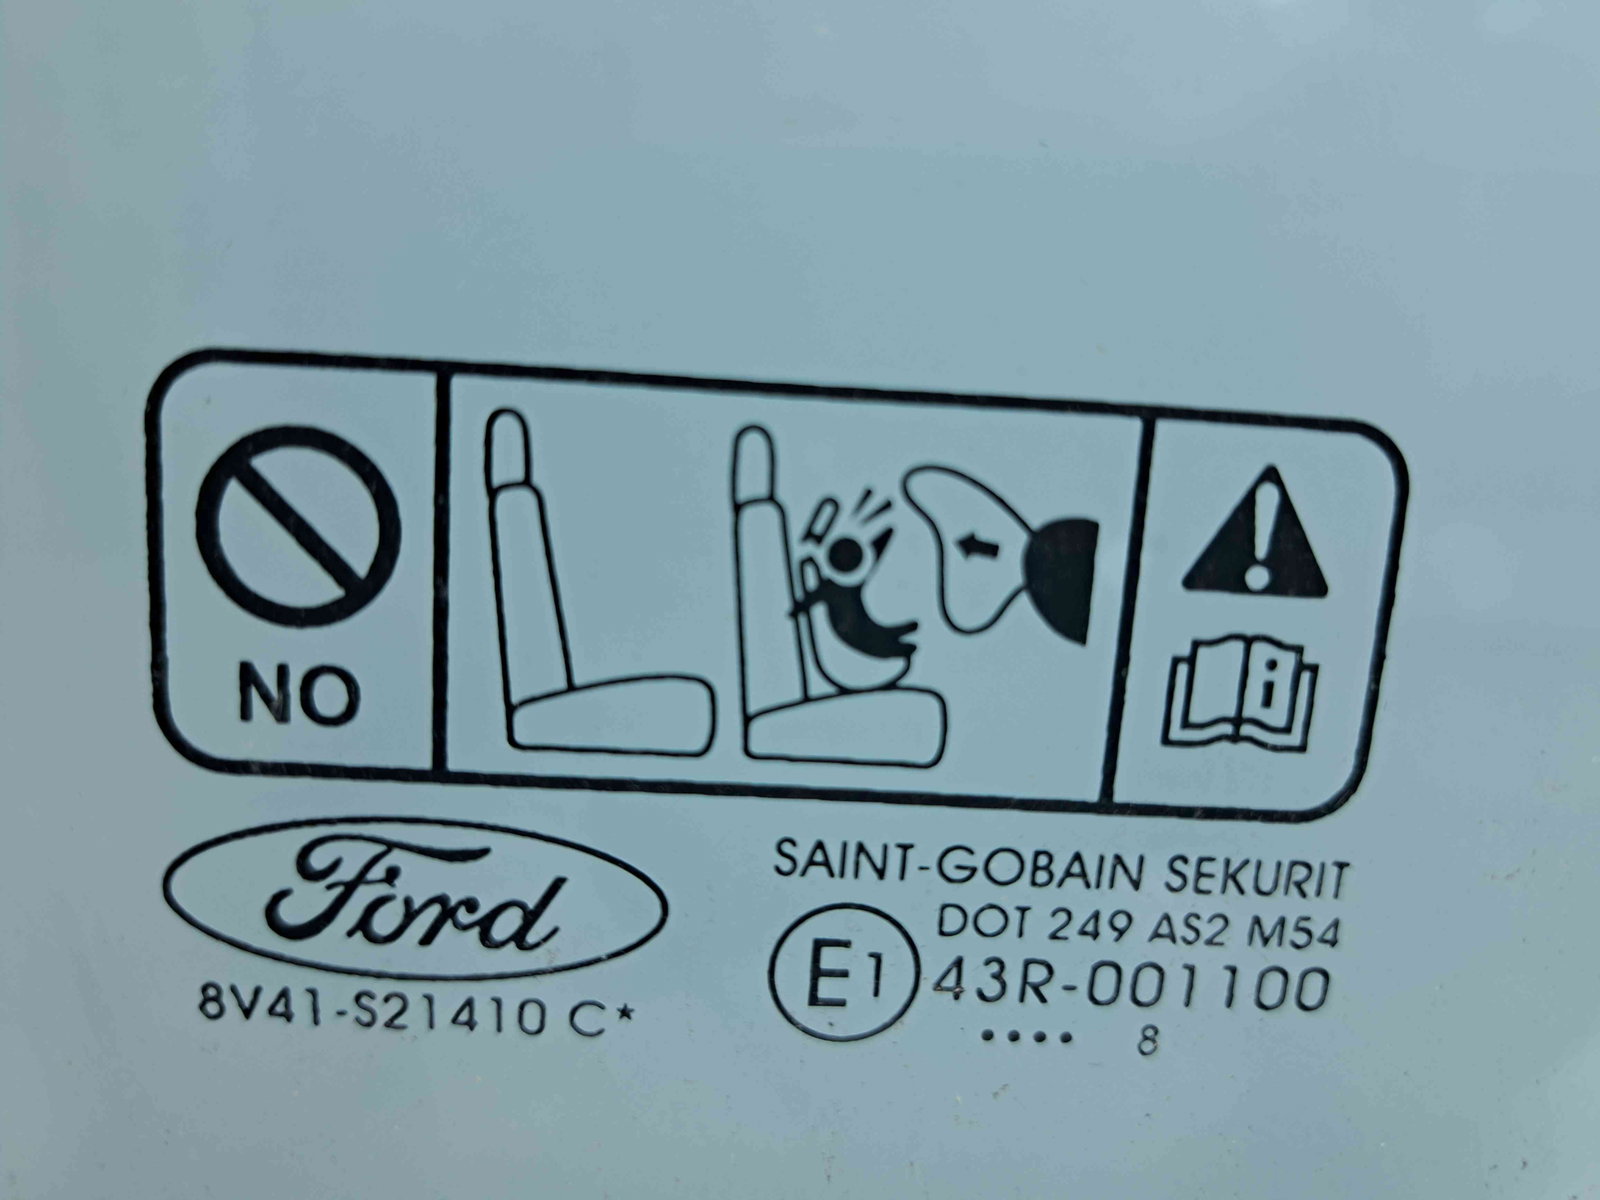 NO
i
Ford
8V41-S21410 C*
SAINT-GOBAIN SEKURIT
DOT 249 AS2 M54
E1 43R-001100
•••• 8